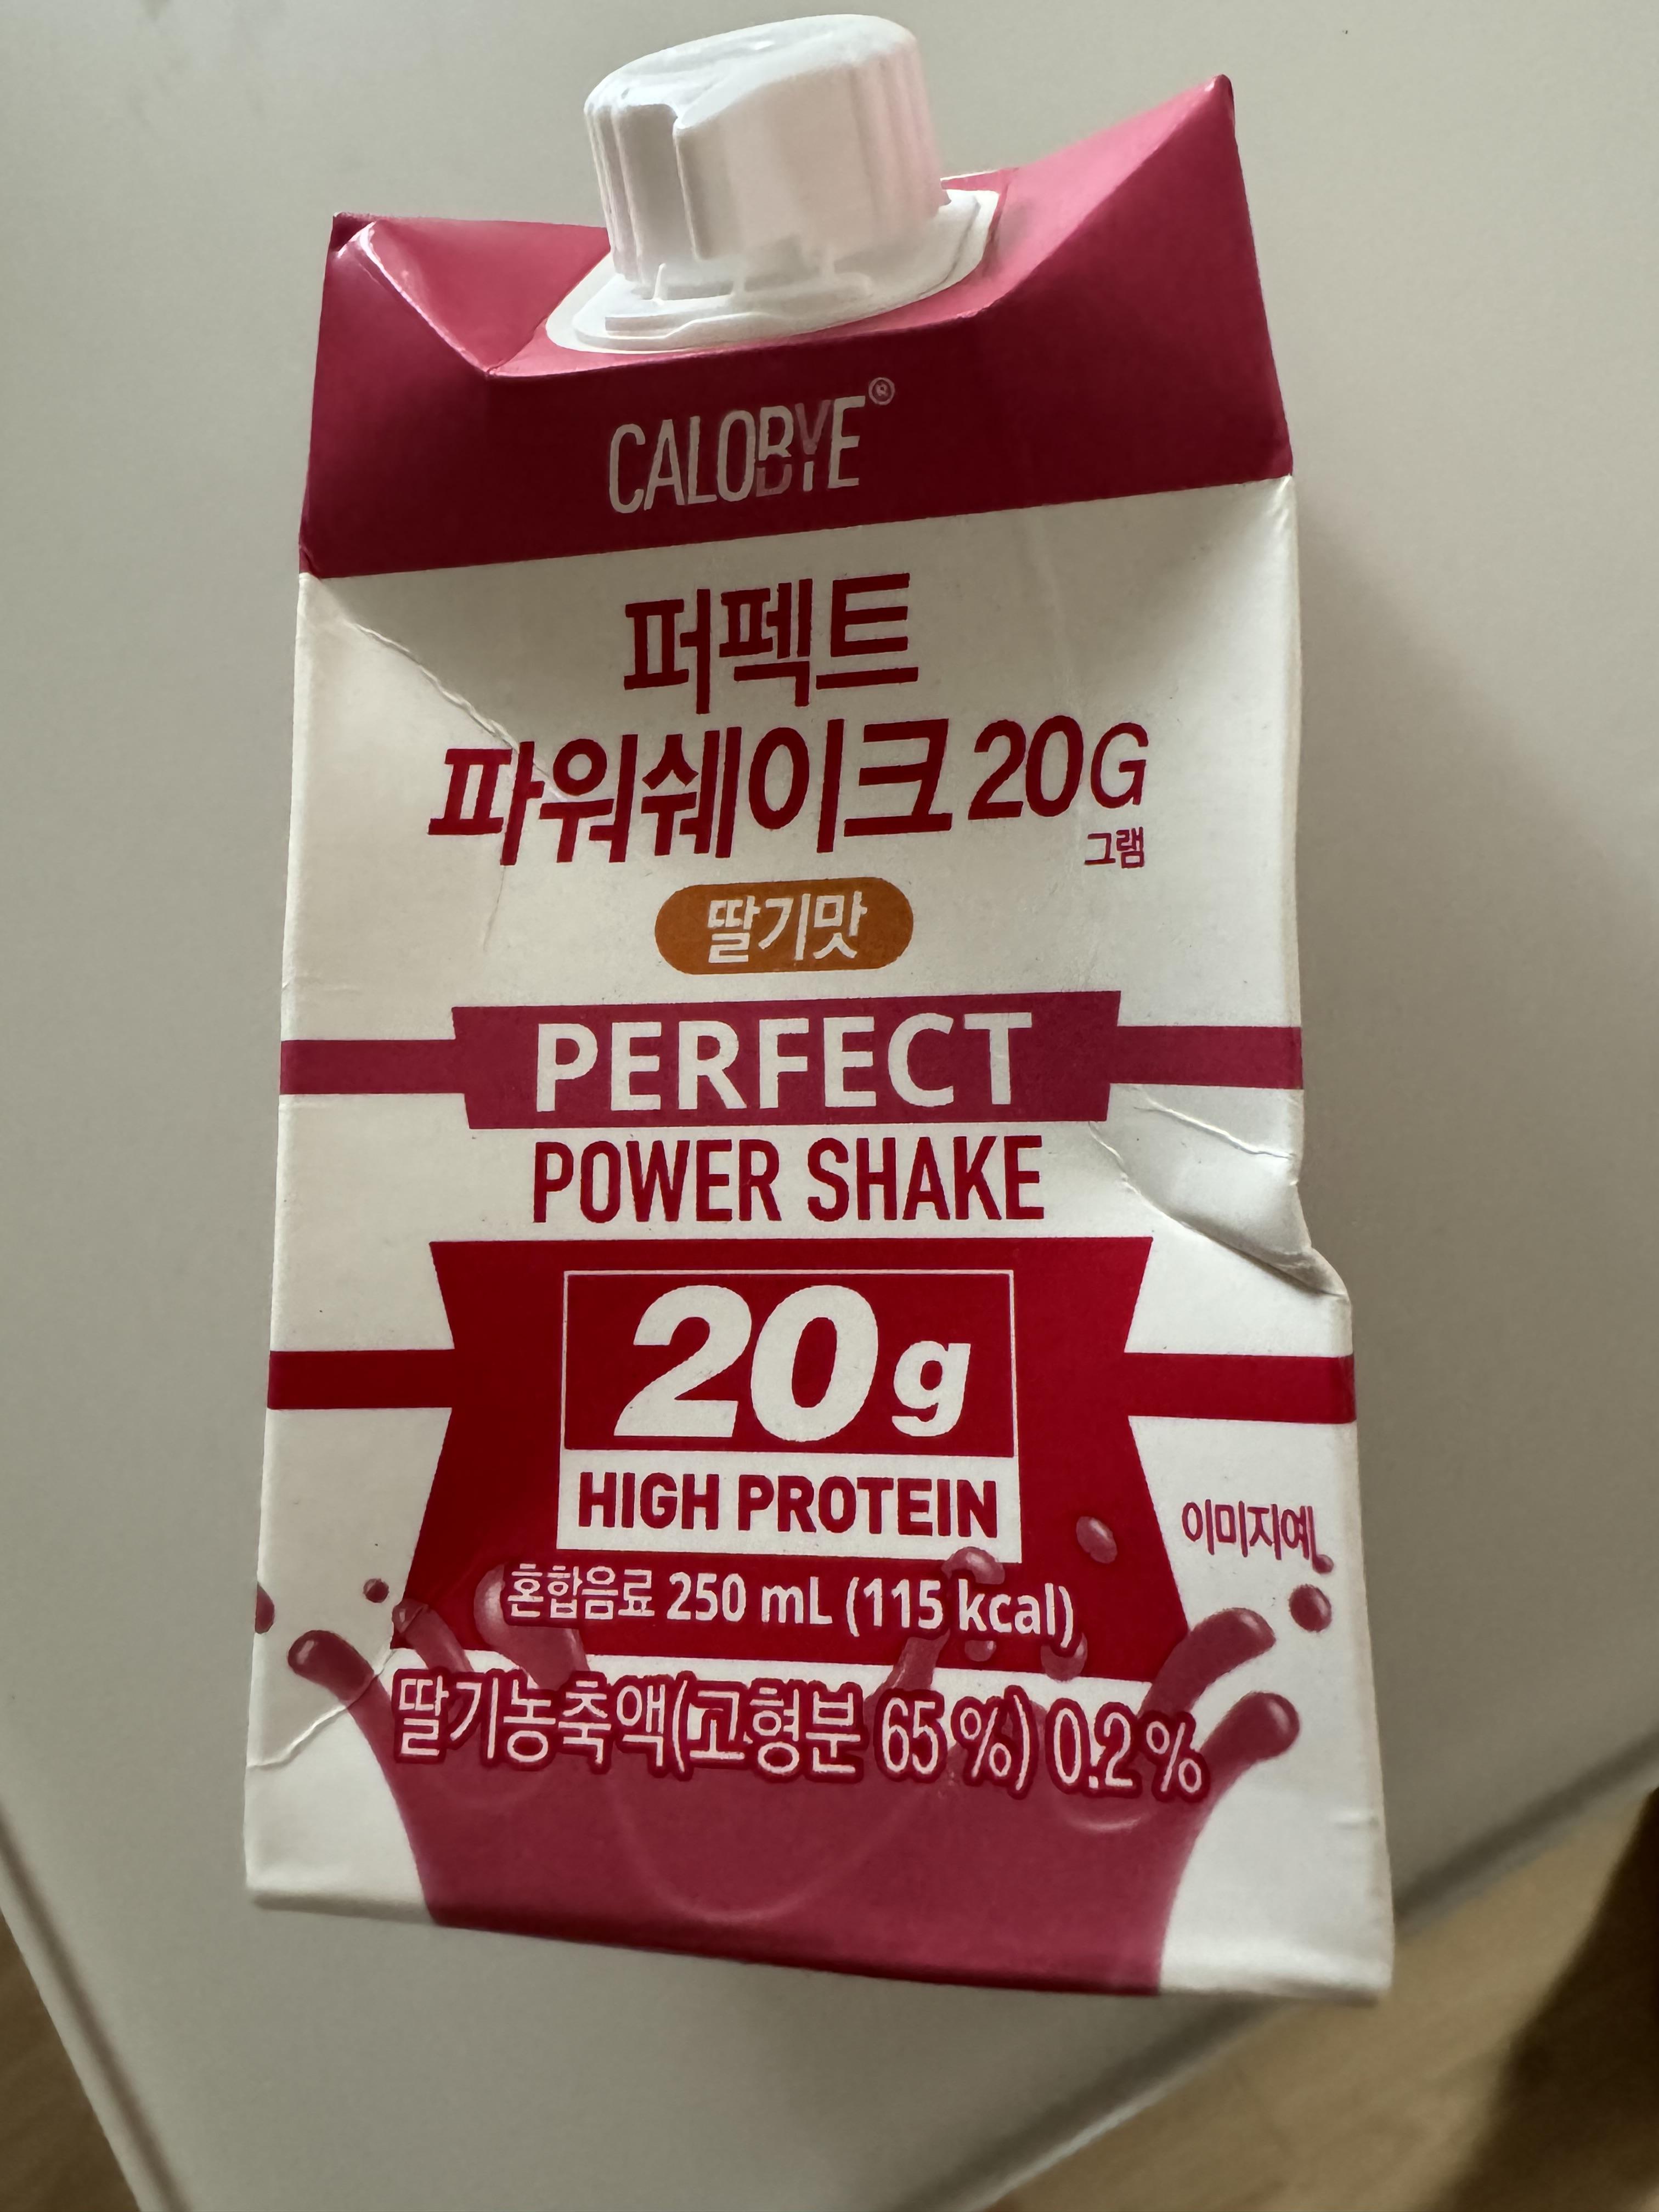 CALOBYE®
퍼펙트
파워쉐이크 20G
그램
딸기맛
PERFECT
POWER SHAKE
20g
HIGH PROTEIN
이미지예
혼합음료 250 mL (115 kcal)
딸기농축액(고형분 65%) 0.2%